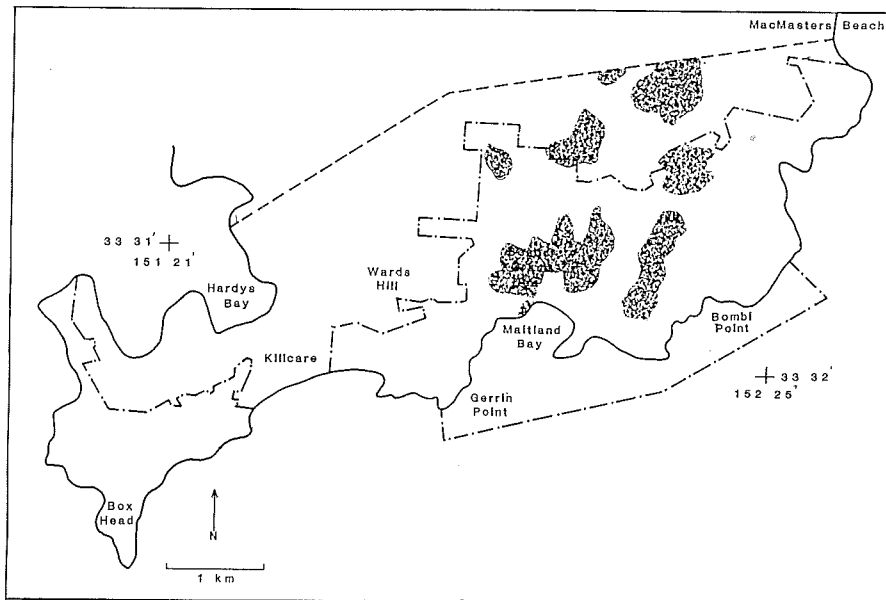 MacMasters Beach
33 31'
151 21'
Hardys
Bay
Wards
Hill
Maitland
Bay
Bombi
Point
Killcare
33 32'
152 25'
Gerrin
Point
Box
Head
N
1 km